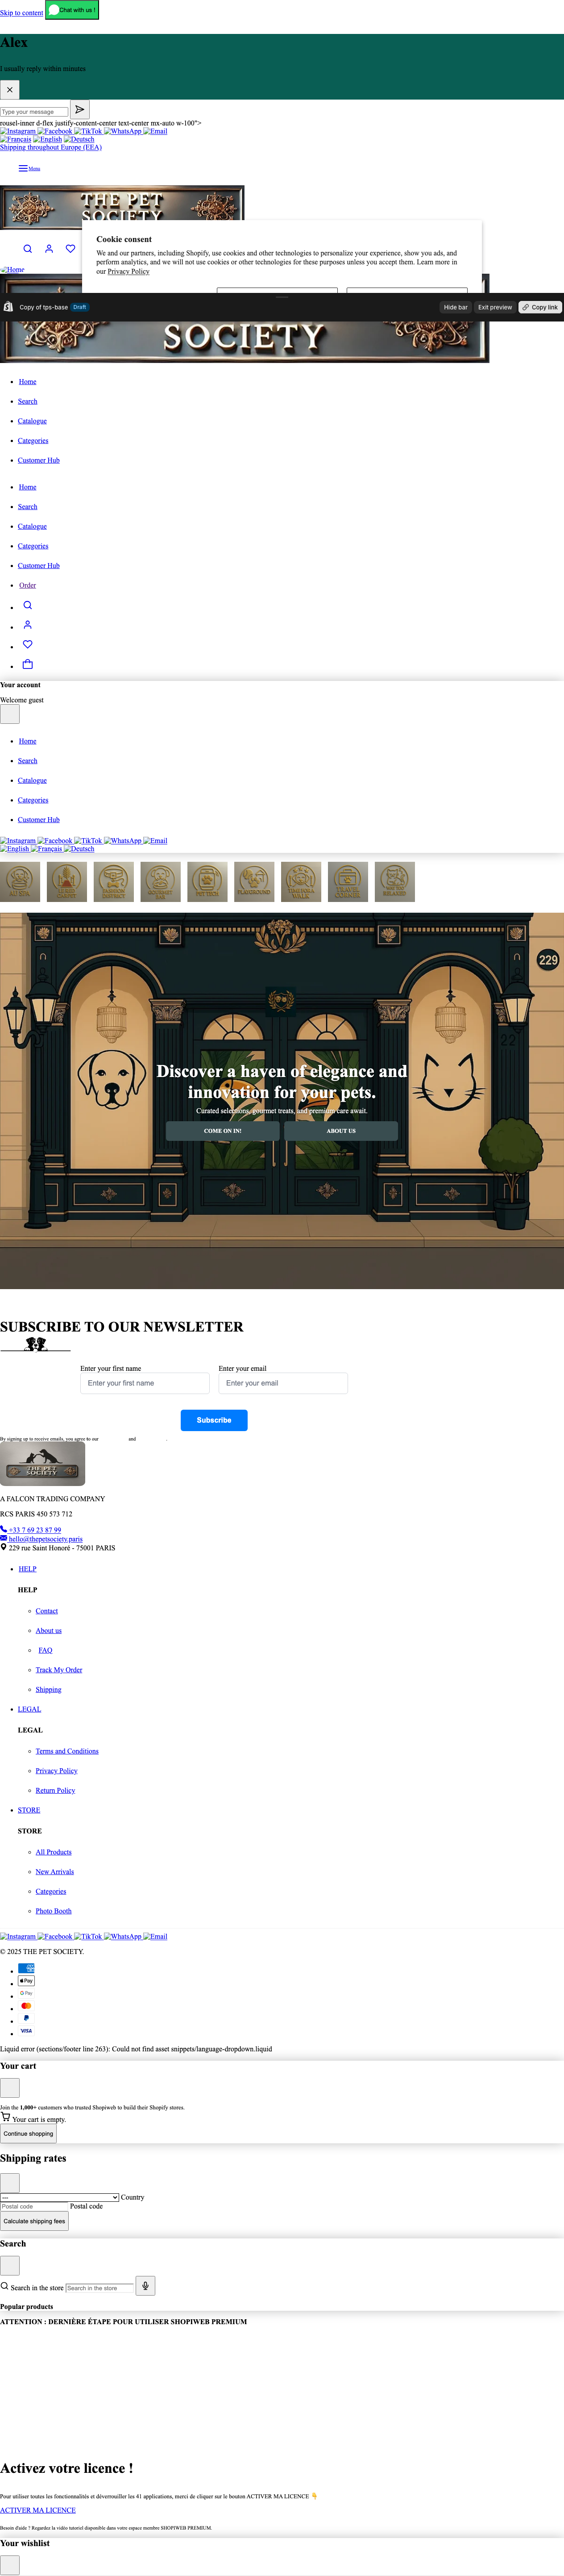 Skip to content
Chat with us !
Alex
I usually reply within minutes
Type your message
rousel-inner d-flex justify-content-center text-center mx-auto w-100">
Instagram Facebook TikTok WhatsApp Email
Français English Deutsch
Shipping throughout Europe (EEA)
Menu
THE PET
SOCIETY
Cookie consent
We and our partners, including Shopify, use cookies and other technologies to personalize your experience, show you ads, and
perform analytics, and we will not use cookies or other technologies for these purposes unless you accept them. Learn more in
our Privacy Policy
Home
Copy of tps-base Draft
Hide bar Exit preview Copy link
SOCIETY
Home
Search
Catalogue
Categories
Customer Hub
Home
Search
Catalogue
Categories
Customer Hub
Order
Your account
Welcome guest
Home
Search
Catalogue
Categories
Customer Hub
Instagram Facebook TikTok WhatsApp Email
English Français Deutsch
229
22
Discover a haven of elegance and
innovation for your pets.
Curated selections, gourmet treats, and premium care await.
COME ON IN!
ABOUT US
SUBSCRIBE TO OUR NEWSLETTER
Enter your first name
Enter your email
Enter your first name
Enter your email
Subscribe
By signing up to receive emails, you agree to our and .
THE PET
SOCIETY
A FALCON TRADING COMPANY
RCS PARIS 450 573 712
+33 7 69 23 87 99
hello@thepetsociety.paris
229 rue Saint Honoré - 75001 PARIS
HELP
HELP
Contact
About us
FAQ
Track My Order
Shipping
LEGAL
LEGAL
Terms and Conditions
Privacy Policy
Return Policy
STORE
STORE
All Products
New Arrivals
Categories
Photo Booth
Instagram Facebook TikTok WhatsApp Email
© 2025 THE PET SOCIETY.
Pay
G Pay
VISA
Liquid error (sections/footer line 263): Could not find asset snippets/language-dropdown.liquid
Your cart
Join the 1,000+ customers who trusted Shopiweb to build their Shopify stores.
Your cart is empty.
Continue shopping
Shipping rates
--- Country
Postal code Postal code
Calculate shipping fees
Search
Search in the store Search in the store
Popular products
ATTENTION : DERNIÈRE ÉTAPE POUR UTILISER SHOPIWEB PREMIUM
Activez votre licence !
Pour utiliser toutes les fonctionnalités et déverrouiller les 41 applications, merci de cliquer sur le bouton ACTIVER MA LICENCE 👇
ACTIVER MA LICENCE
Besoin d'aide ? Regardez la vidéo tutoriel disponible dans votre espace membre SHOPIWEB PREMIUM.
Your wishlist